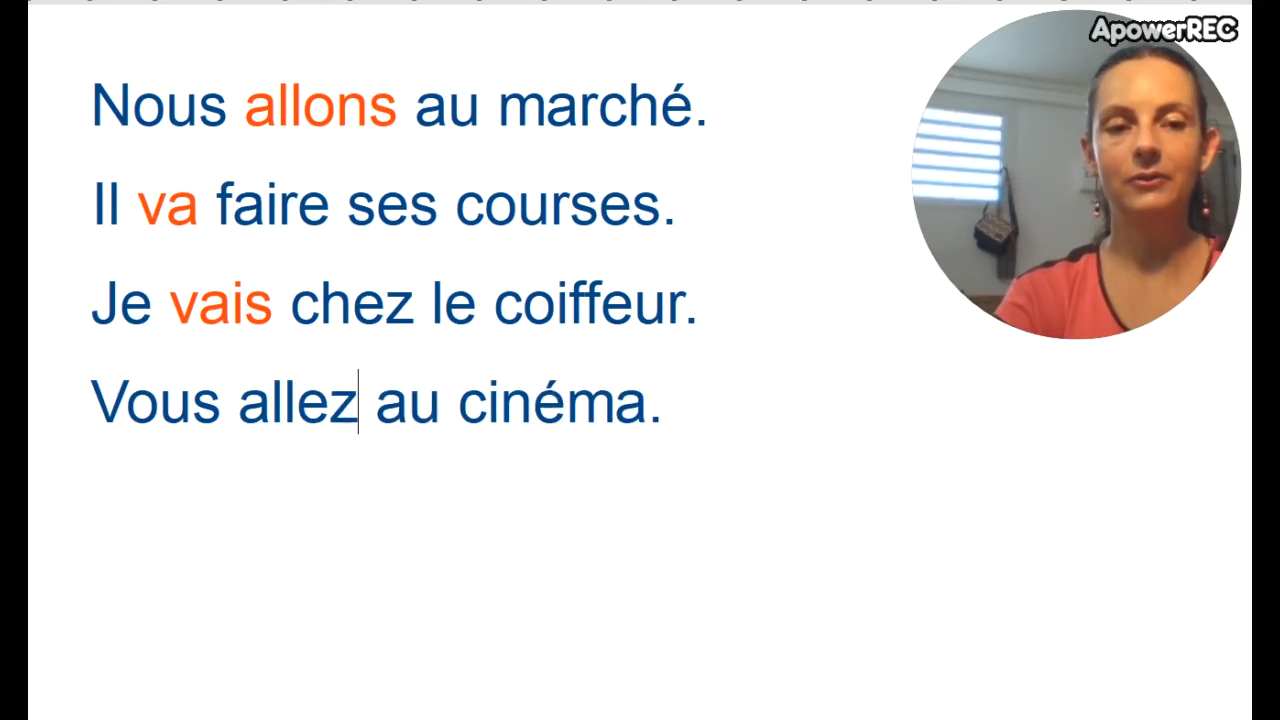 ApowerREC
Nous allons au marché.
Il va faire ses courses.
Je vais chez le coiffeur.
Vous allez au cinéma.